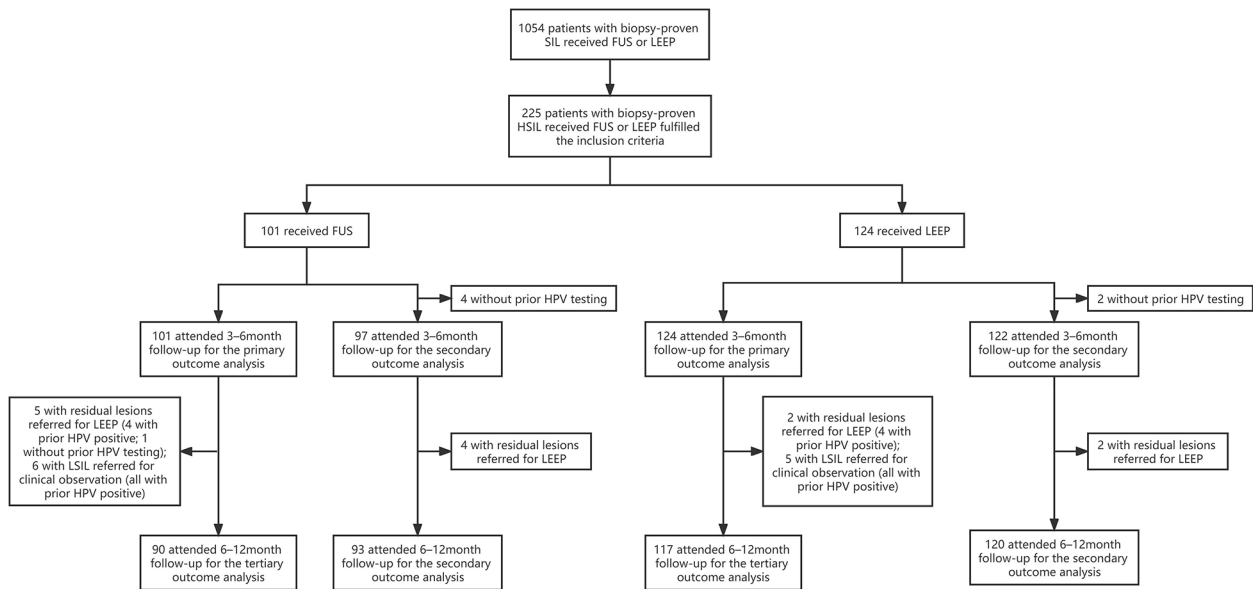 1054 patients with biopsy-proven
SIL received FUS or LEEP
225 patients with biopsy-proven
HSIL received FUS or LEEP fulfilled
the inclusion criteria
101 received FUS
124 received LEEP
4 without prior HPV testing
2 without prior HPV testing
101 attended 3–6month
follow-up for the primary
outcome analysis
97 attended 3–6month
follow-up for the secondary
outcome analysis
124 attended 3–6month
follow-up for the primary
outcome analysis
122 attended 3–6month
follow-up for the secondary
outcome analysis
5 with residual lesions
referred for LEEP (4 with
prior HPV positive; 1
without prior HPV testing);
6 with LSIL referred for
clinical observation (all with
prior HPV positive)
4 with residual lesions
referred for LEEP
2 with residual lesions
referred for LEEP (4 with
prior HPV positive);
5 with LSIL referred for
clinical observation (all with
prior HPV positive)
2 with residual lesions
referred for LEEP
90 attended 6–12month
follow-up for the tertiary
outcome analysis
93 attended 6–12month
follow-up for the secondary
outcome analysis
117 attended 6–12month
follow-up for the tertiary
outcome analysis
120 attended 6–12month
follow-up for the secondary
outcome analysis